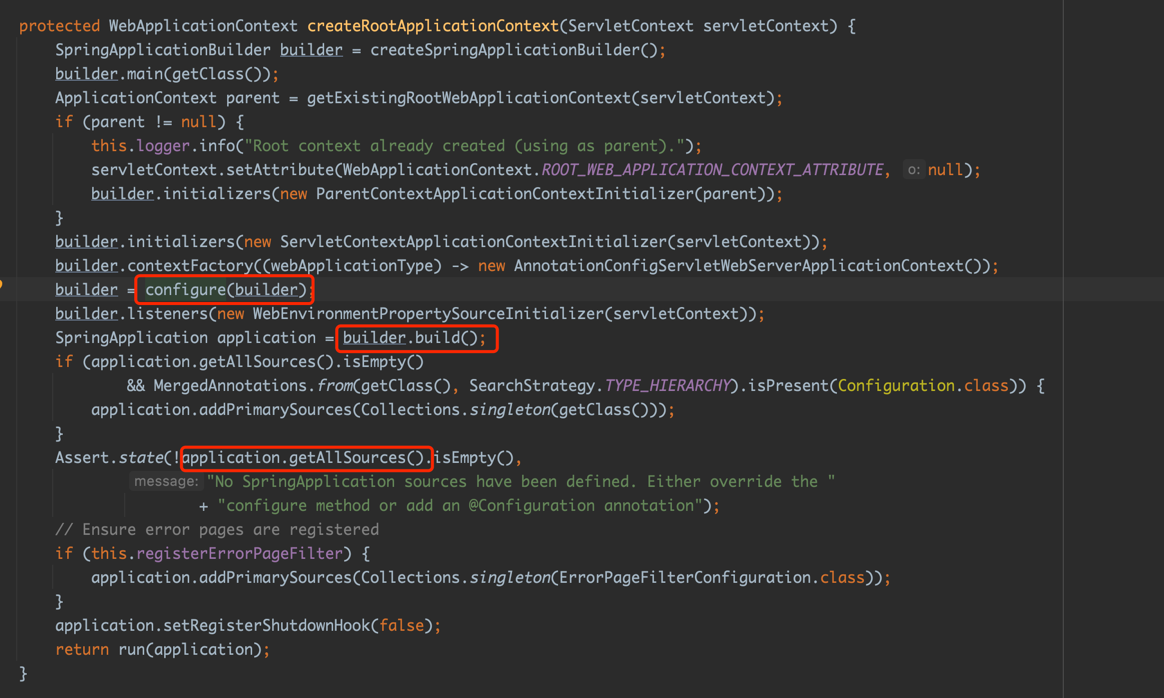 protected WebApplicationContext createRootApplicationContext(ServletContext servletContext) {
SpringApplicationBuilder builder = createSpringApplicationBuilder();
builder.main(getClass());
ApplicationContext parent = getExistingRootWebApplicationContext(servletContext);
if (parent != null) {
this.logger.info("Root context already created (using as parent).");
servletContext.setAttribute(WebApplicationContext.ROOT_WEB_APPLICATION_CONTEXT_ATTRIBUTE, o: null);
builder.initializers(new ParentContextApplicationContextInitializer(parent));
}
builder.initializers(new ServletContextApplicationContextInitializer(servletContext));
builder.contextFactory((webApplicationType) -> new AnnotationConfigServletWebServerApplicationContext());
builder = configure(builder);
builder.listeners(new WebEnvironmentPropertySourceInitializer(servletContext));
SpringApplication application = builder.build();
if (application.getAllSources().isEmpty()
&& MergedAnnotations.from(getClass(), SearchStrategy.TYPE_HIERARCHY).isPresent(Configuration.class)) {
application.addPrimarySources(Collections.singleton(getClass()));
}
Assert.state(!application.getAllSources().isEmpty(),
message: "No SpringApplication sources have been defined. Either override the "
+ "configure method or add an @Configuration annotation");
// Ensure error pages are registered
if (this.registerErrorPageFilter) {
application.addPrimarySources(Collections.singleton(ErrorPageFilterConfiguration.class));
}
application.setRegisterShutdownHook(false);
return run(application);
}